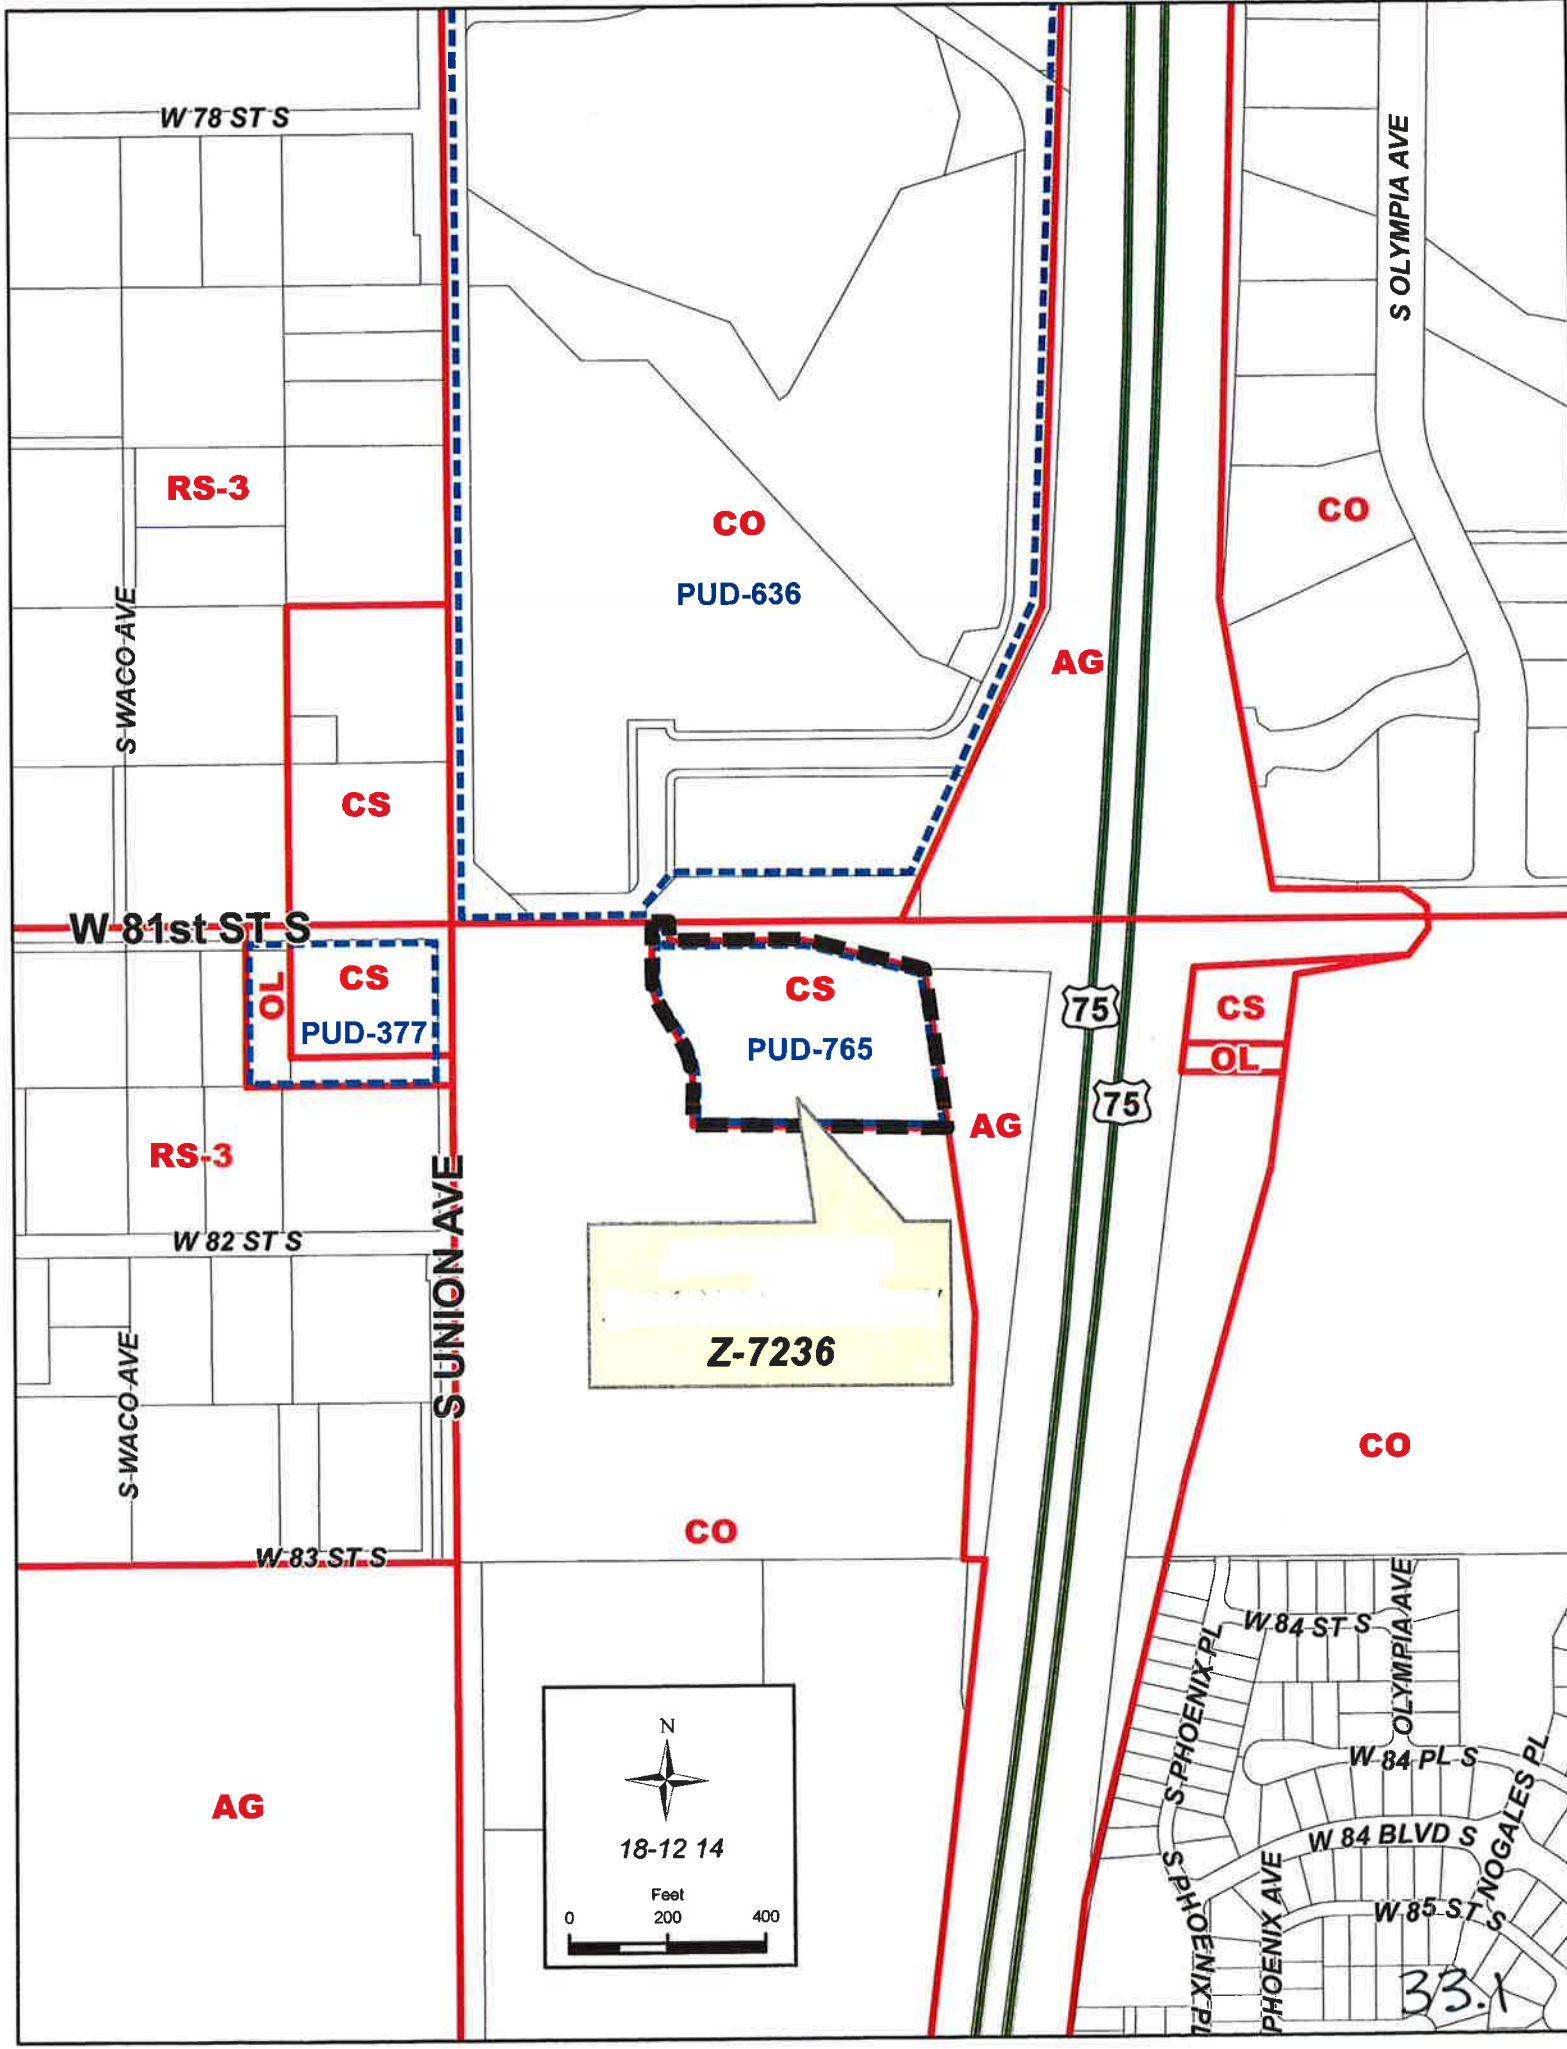 W 78 ST S
S OLYMPIA AVE
RS-3
CO
CO
PUD-636
S WACO AVE
AG
CS
W 81st ST S
OL
CS
PUD-377
CS
PUD-765
75
CS
OL
75
AG
RS-3
S UNION AVE
W 82 ST S
Z-7236
S WACO AVE
CO
CO
W 83 ST S
OLYMPIA AVE
W 84 ST S
S PHOENIX PL
N
W 84 PL S
NOGALES PL
AG
18-12 14
W 84 BLVD S
Feet
0 200 400
S PHOENIX PL
PHOENIX AVE
W 85 ST S
33.1